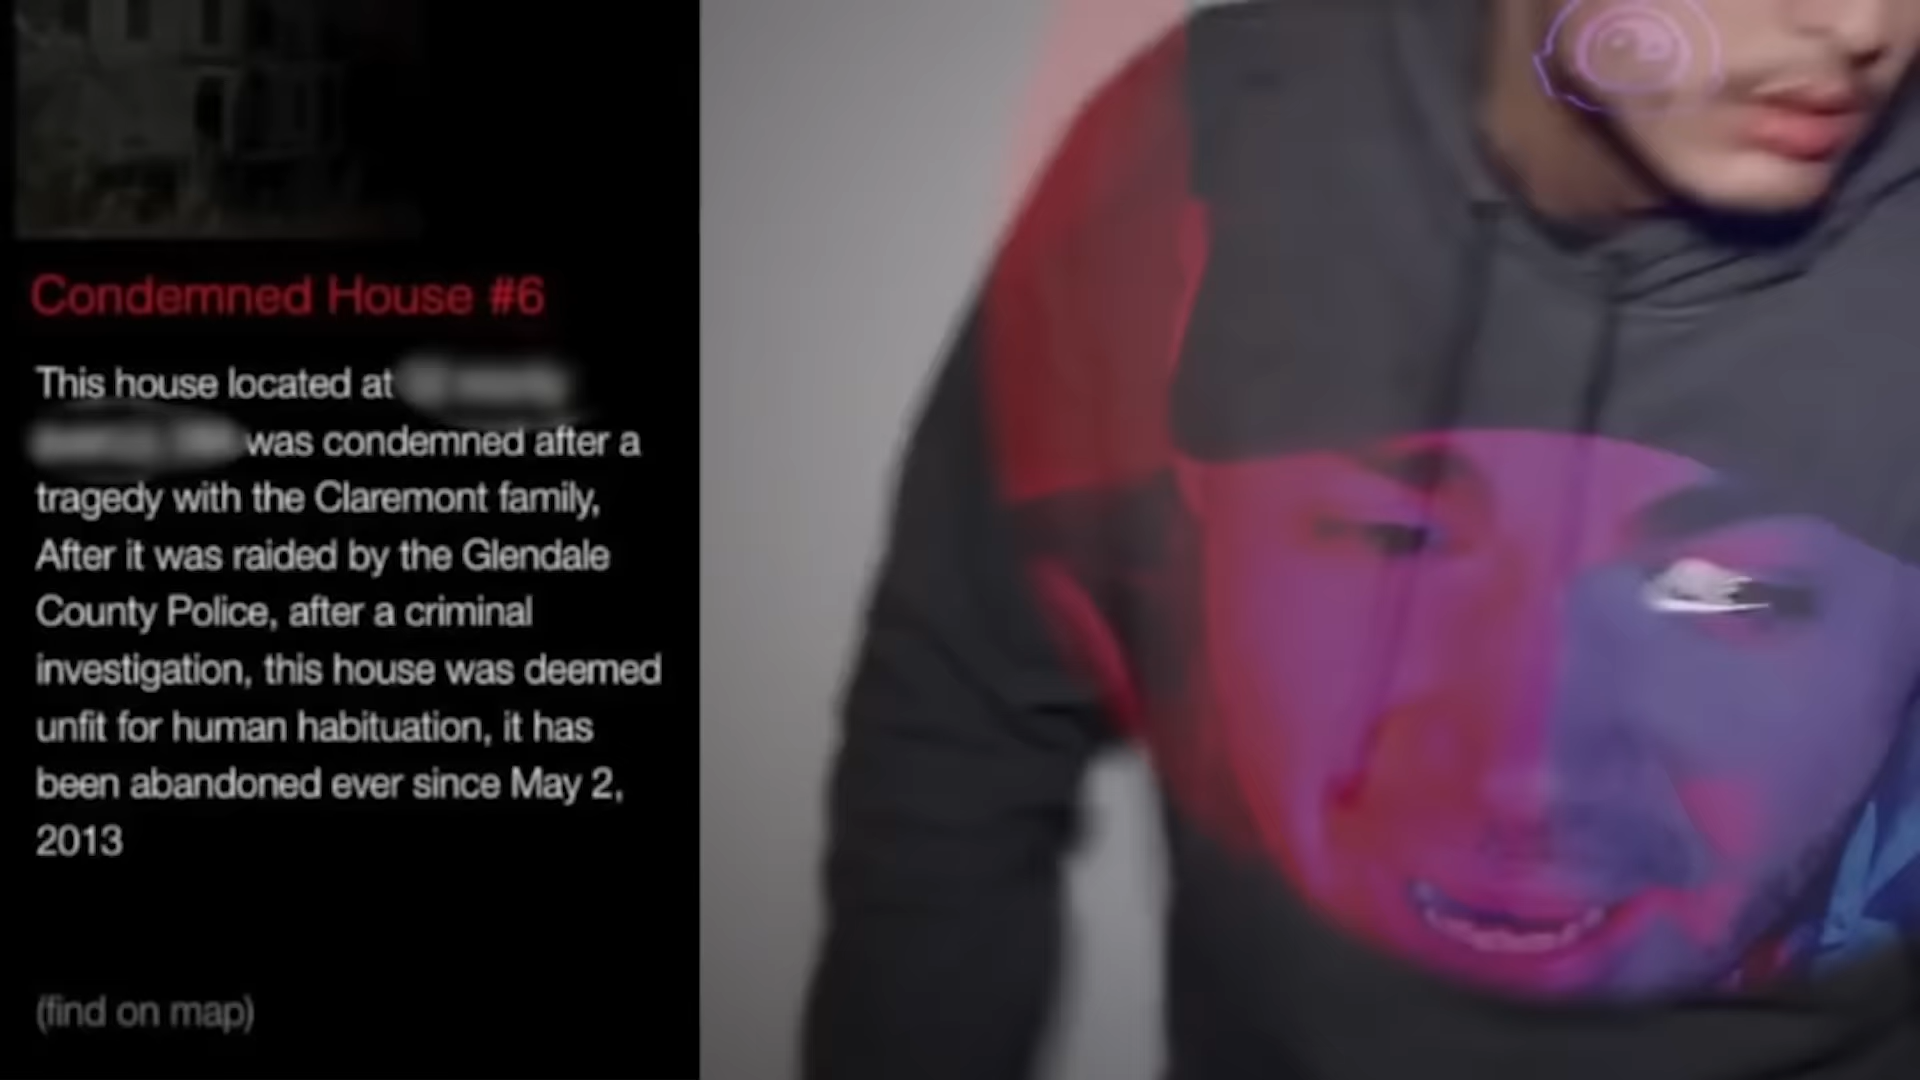 Condemned House #6
This house located at
was condemned after a
tragedy with the Claremont family,
After it was raided by the Glendale
County Police, after a criminal
investigation, this house was deemed
unfit for human habituation, it has
been abandoned ever since May 2,
2013
(find on map)